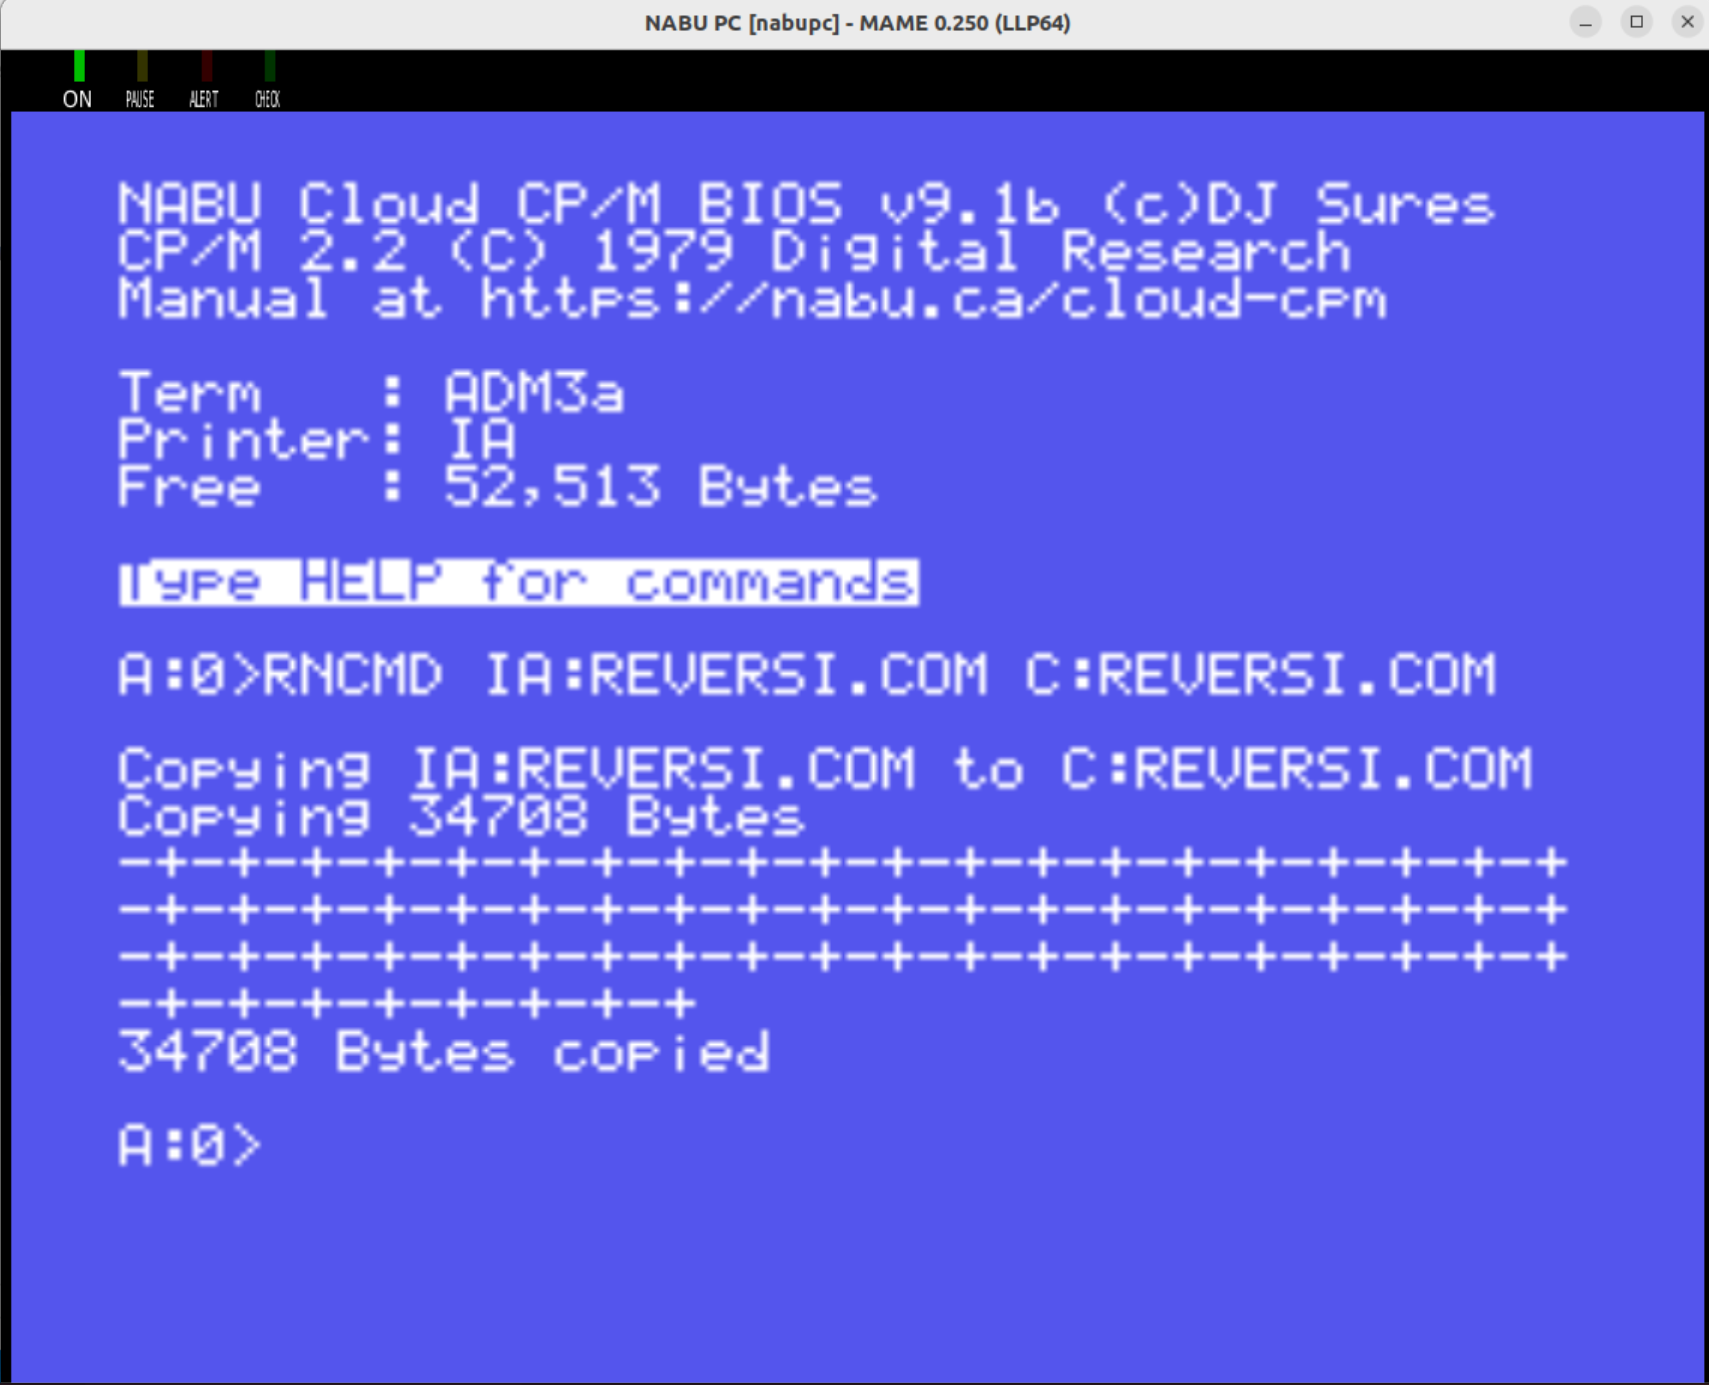 NABU PC [nabupc] - MAME 0.250 (LLP64)
ON PAUSE ALERT CHECK
NABU Cloud CP/M BIOS v9.1b (c)DJ Sures
CP/M 2.2 (C) 1979 Digital Research
Manual at https://nabu.ca/cloud-cpm
Term   : ADM3a
Printer: IA
Free   : 52,513 Bytes
Type HELP for commands
A:0>RNCMD IA:REVERSI.COM C:REVERSI.COM
Copying IA:REVERSI.COM to C:REVERSI.COM
Copying 34708 Bytes
-+-+-+-+-+-+-+-+-+-+-+-+-+-+-+-+-+-+-+-+
-+-+-+-+-+-+-+-+-+-+-+-+-+-+-+-+-+-+-+-+
-+-+-+-+-+-+-+-+-+-+-+-+-+-+-+-+-+-+-+-+
-+-+-+-+-+-+-+-+
34708 Bytes copied
A:0>